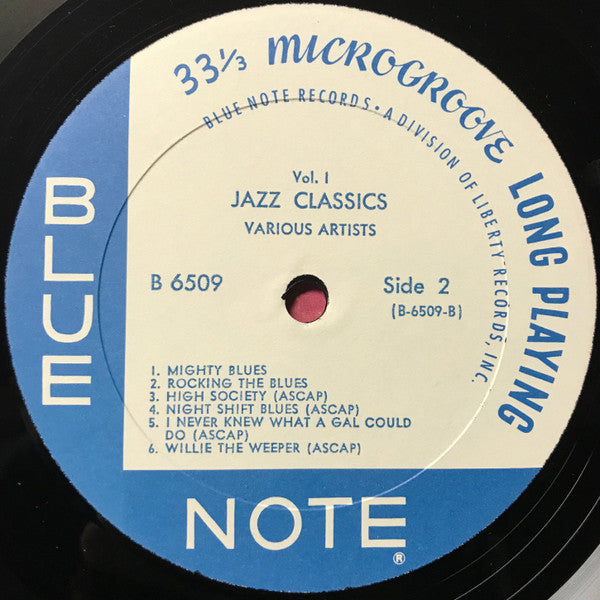 33⅓ MICROGROOVE LONG PLAYING
BLUE NOTE RECORDS • A DIVISION OF LIBERTY RECORDS, INC.
Vol. 1
JAZZ CLASSICS
VARIOUS ARTISTS
B 6509
Side 2
(B-6509-B)
1. MIGHTY BLUES
2. ROCKING THE BLUES
3. HIGH SOCIETY (ASCAP)
4. NIGHT SHIFT BLUES (ASCAP)
5. I NEVER KNEW WHAT A GAL COULD
DO (ASCAP)
6. WILLIE THE WEEPER (ASCAP)
BLUE
NOTE®